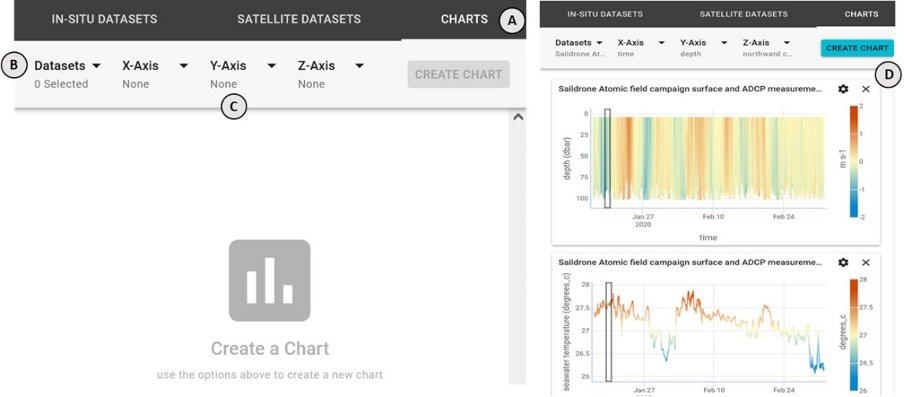 IN-SITU DATASETS SATELLITE DATASETS CHARTS A
B Datasets X-Axis Y-Axis Z-Axis CREATE CHART
0 Selected None None None
C
Create a Chart
use the options above to create a new chart
IN-SITU DATASETS SATELLITE DATASETS CHARTS
Datasets X-Axis Y-Axis Z-Axis CREATE CHART
Saildrone At... time depth northward c...
D
Saildrone Atomic field campaign surface and ADCP measureme...
depth (dbar)
0
25
50
75
100
Jan 27 Feb 10 Feb 24
2020
time
2
1
0
-1
-2
m s-1
Saildrone Atomic field campaign surface and ADCP measureme...
seawater temperature (degrees_c)
28
27.5
27
26.5
26
Jan 27 Feb 10 Feb 24
28
27.5
27
26.5
26
degrees_c